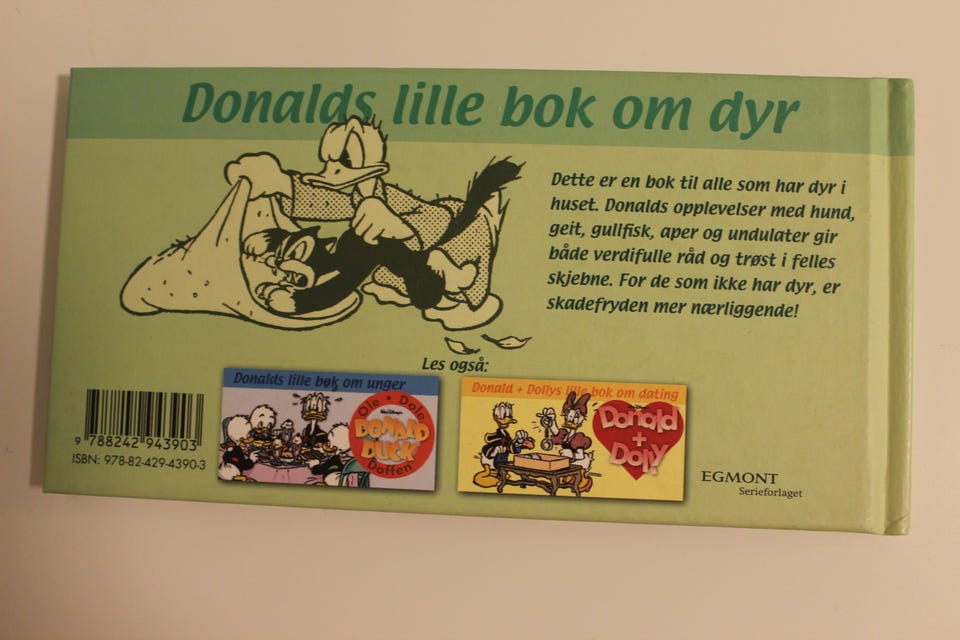 Donalds lille bok om dyr
Dette er en bok til alle som har dyr i
huset. Donalds opplevelser med hund,
geit, gullfisk, aper og undulater gir
både verdifulle råd og trøst i felles
skjebne. For de som ikke har dyr, er
skadefryden mer nærliggende!
Les også:
Donalds lille bok om unger
Ole • Dole
Walt Disney's
DONALD
DUCK
Doffen
Donald + Dollys lille bok om dating
Donald
+
Dolly
9 788242 943903
ISBN: 978-82-429-4390-3
EGMONT
Serieforlaget